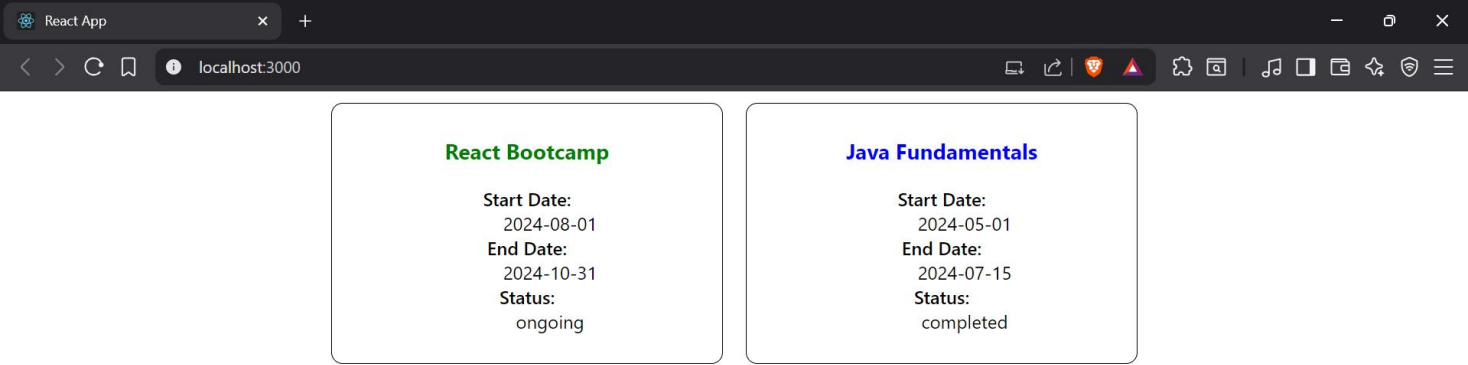 React App
localhost:3000
React Bootcamp
Start Date:
2024-08-01
End Date:
2024-10-31
Status:
ongoing
Java Fundamentals
Start Date:
2024-05-01
End Date:
2024-07-15
Status:
completed